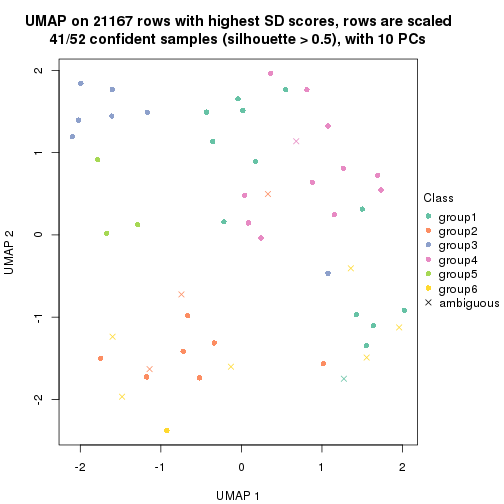 UMAP on 21167 rows with highest SD scores, rows are scaled
41/52 confident samples (silhouette > 0.5), with 10 PCs
2
1
0
-1
-2
UMAP 2
-2
-1
0
1
2
UMAP 1
Class
group1
group2
group3
group4
group5
group6
ambiguous